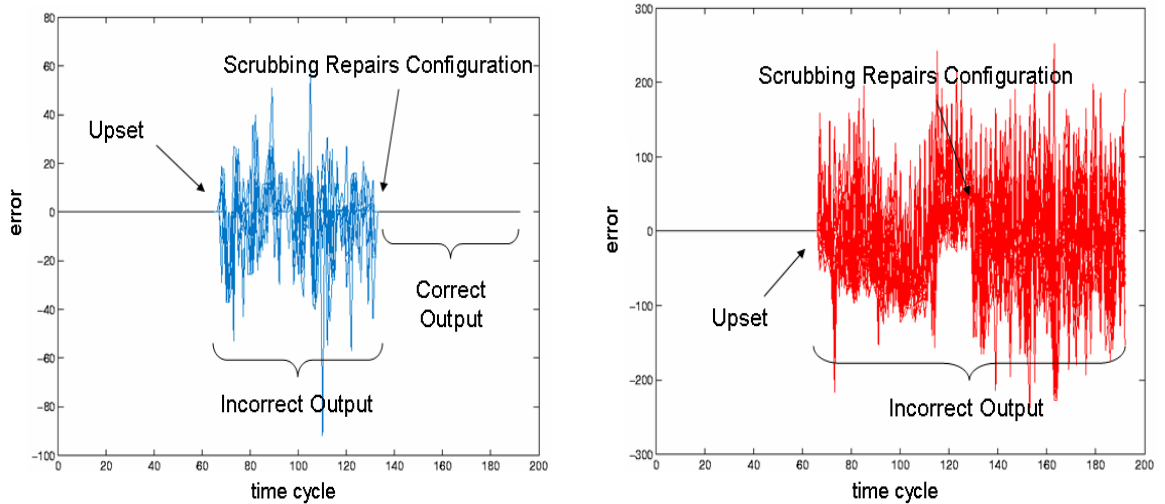 80
60
40
20
0
−20
−40
−60
−80
−100
error
Scrubbing Repairs Configuration
Upset
Correct
Output
Incorrect Output
0 20 40 60 80 100 120 140 160 180 200
time cycle
300
200
100
0
−100
−200
−300
error
Scrubbing Repairs Configuration
Upset
Incorrect Output
0 20 40 60 80 100 120 140 160 180 200
time cycle